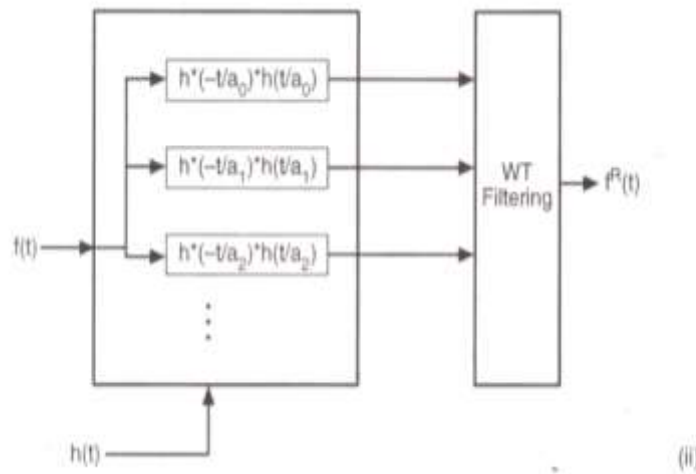 h*(–t/a₀)*h(t/a₀)
h*(–t/a₁)*h(t/a₁)
WT
Filtering
fᴿ(t)
f(t)
h*(–t/a₂)*h(t/a₂)
⋮
h(t)
(ii)